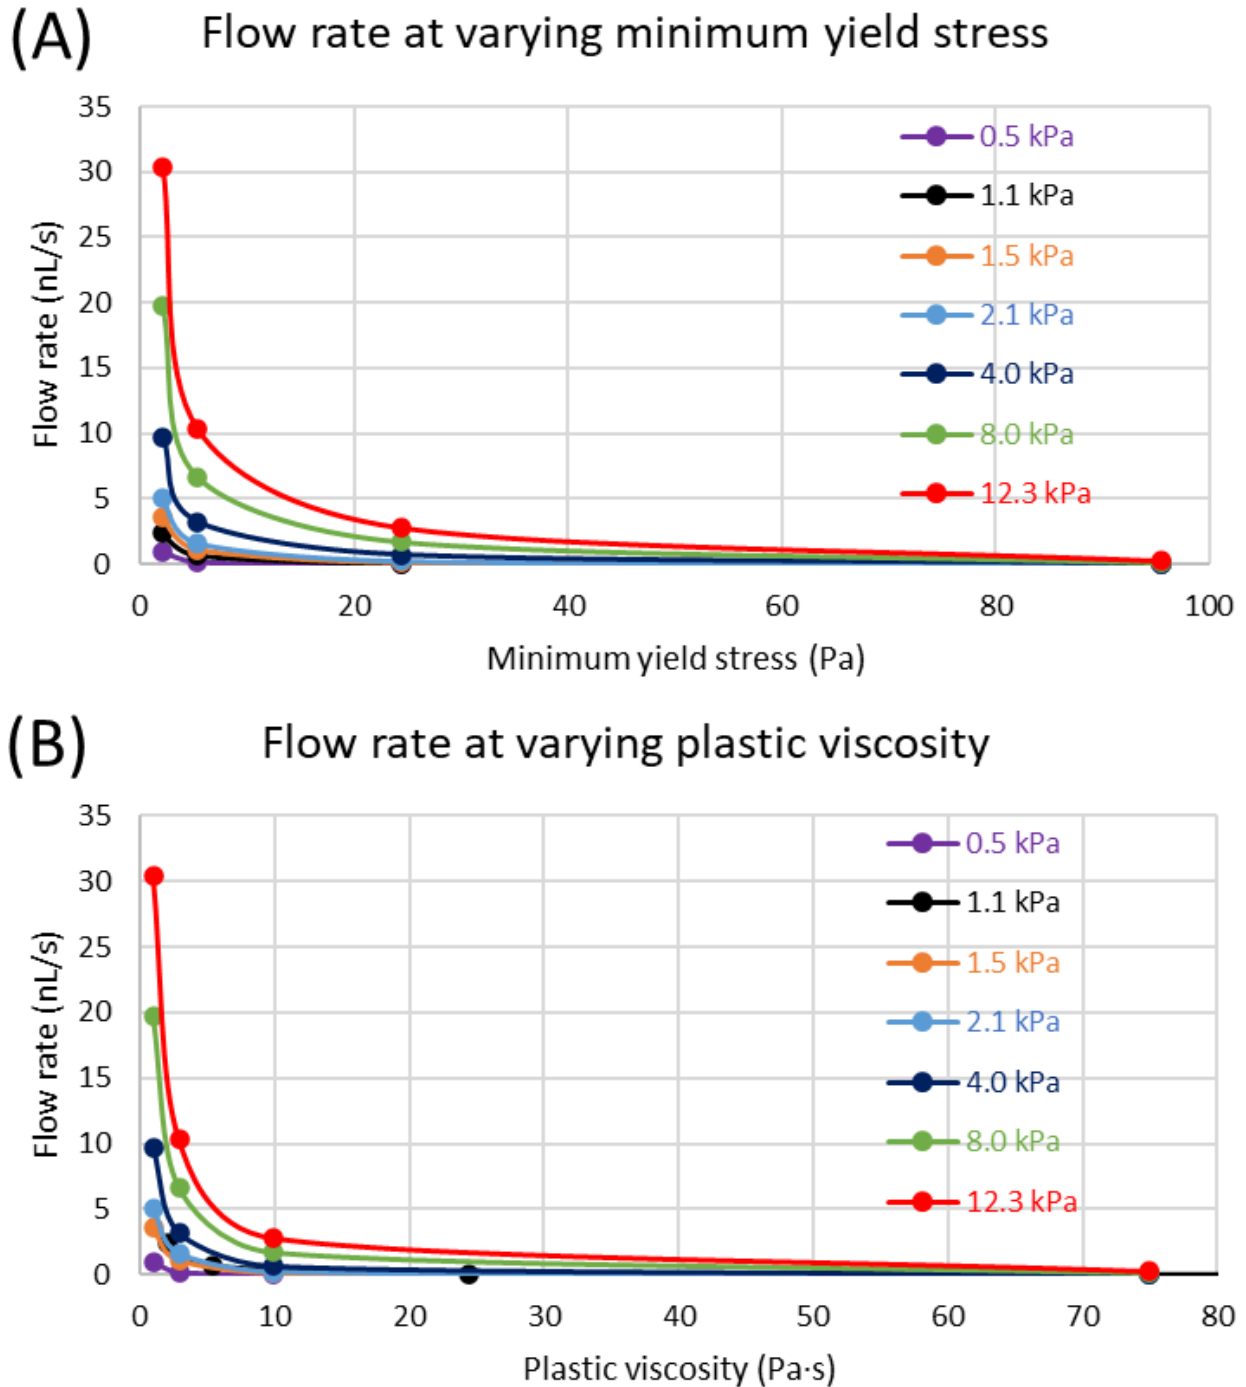 (A) Flow rate at varying minimum yield stress
35
30
25
20
15
10
5
0
Flow rate (nL/s)
0.5 kPa
1.1 kPa
1.5 kPa
2.1 kPa
4.0 kPa
8.0 kPa
12.3 kPa
0 20 40 60 80 100
Minimum yield stress (Pa)
(B) Flow rate at varying plastic viscosity
35
30
25
20
15
10
5
0
Flow rate (nL/s)
0.5 kPa
1.1 kPa
1.5 kPa
2.1 kPa
4.0 kPa
8.0 kPa
12.3 kPa
0 10 20 30 40 50 60 70 80
Plastic viscosity (Pa·s)